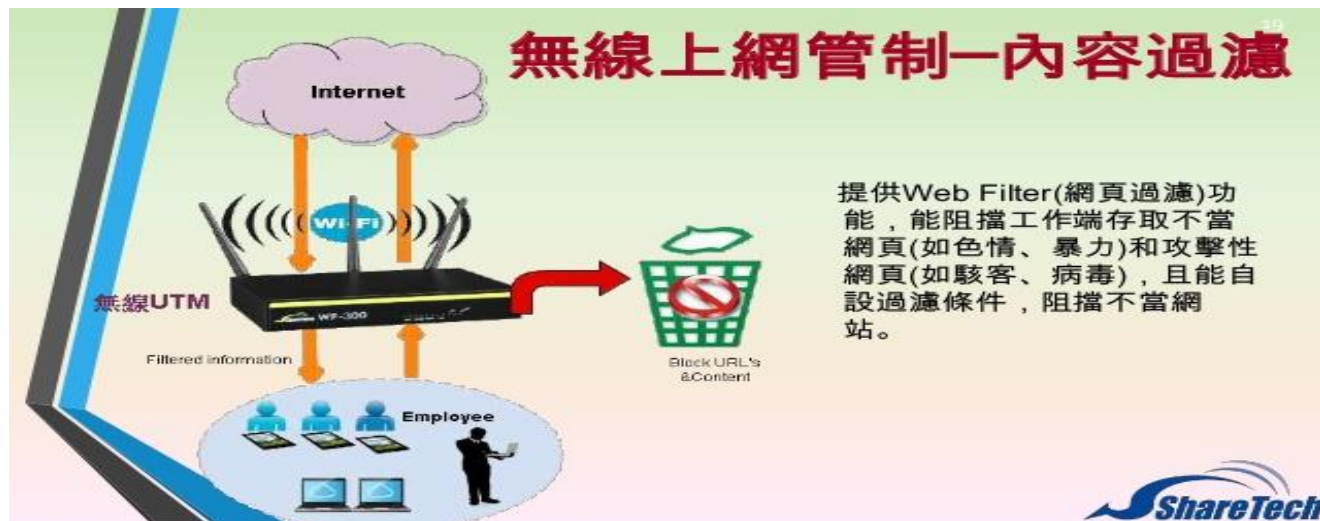 19
無線上網管制─內容過濾
Internet
Wi-Fi
無線UTM
WF-300
Filtered information
Block URL's
&Content
Employee
提供Web Filter(網頁過濾)功
能，能阻擋工作端存取不當
網頁(如色情、暴力)和攻擊性
網頁(如駭客、病毒)，且能自
設過濾條件，阻擋不當網
站。
ShareTech